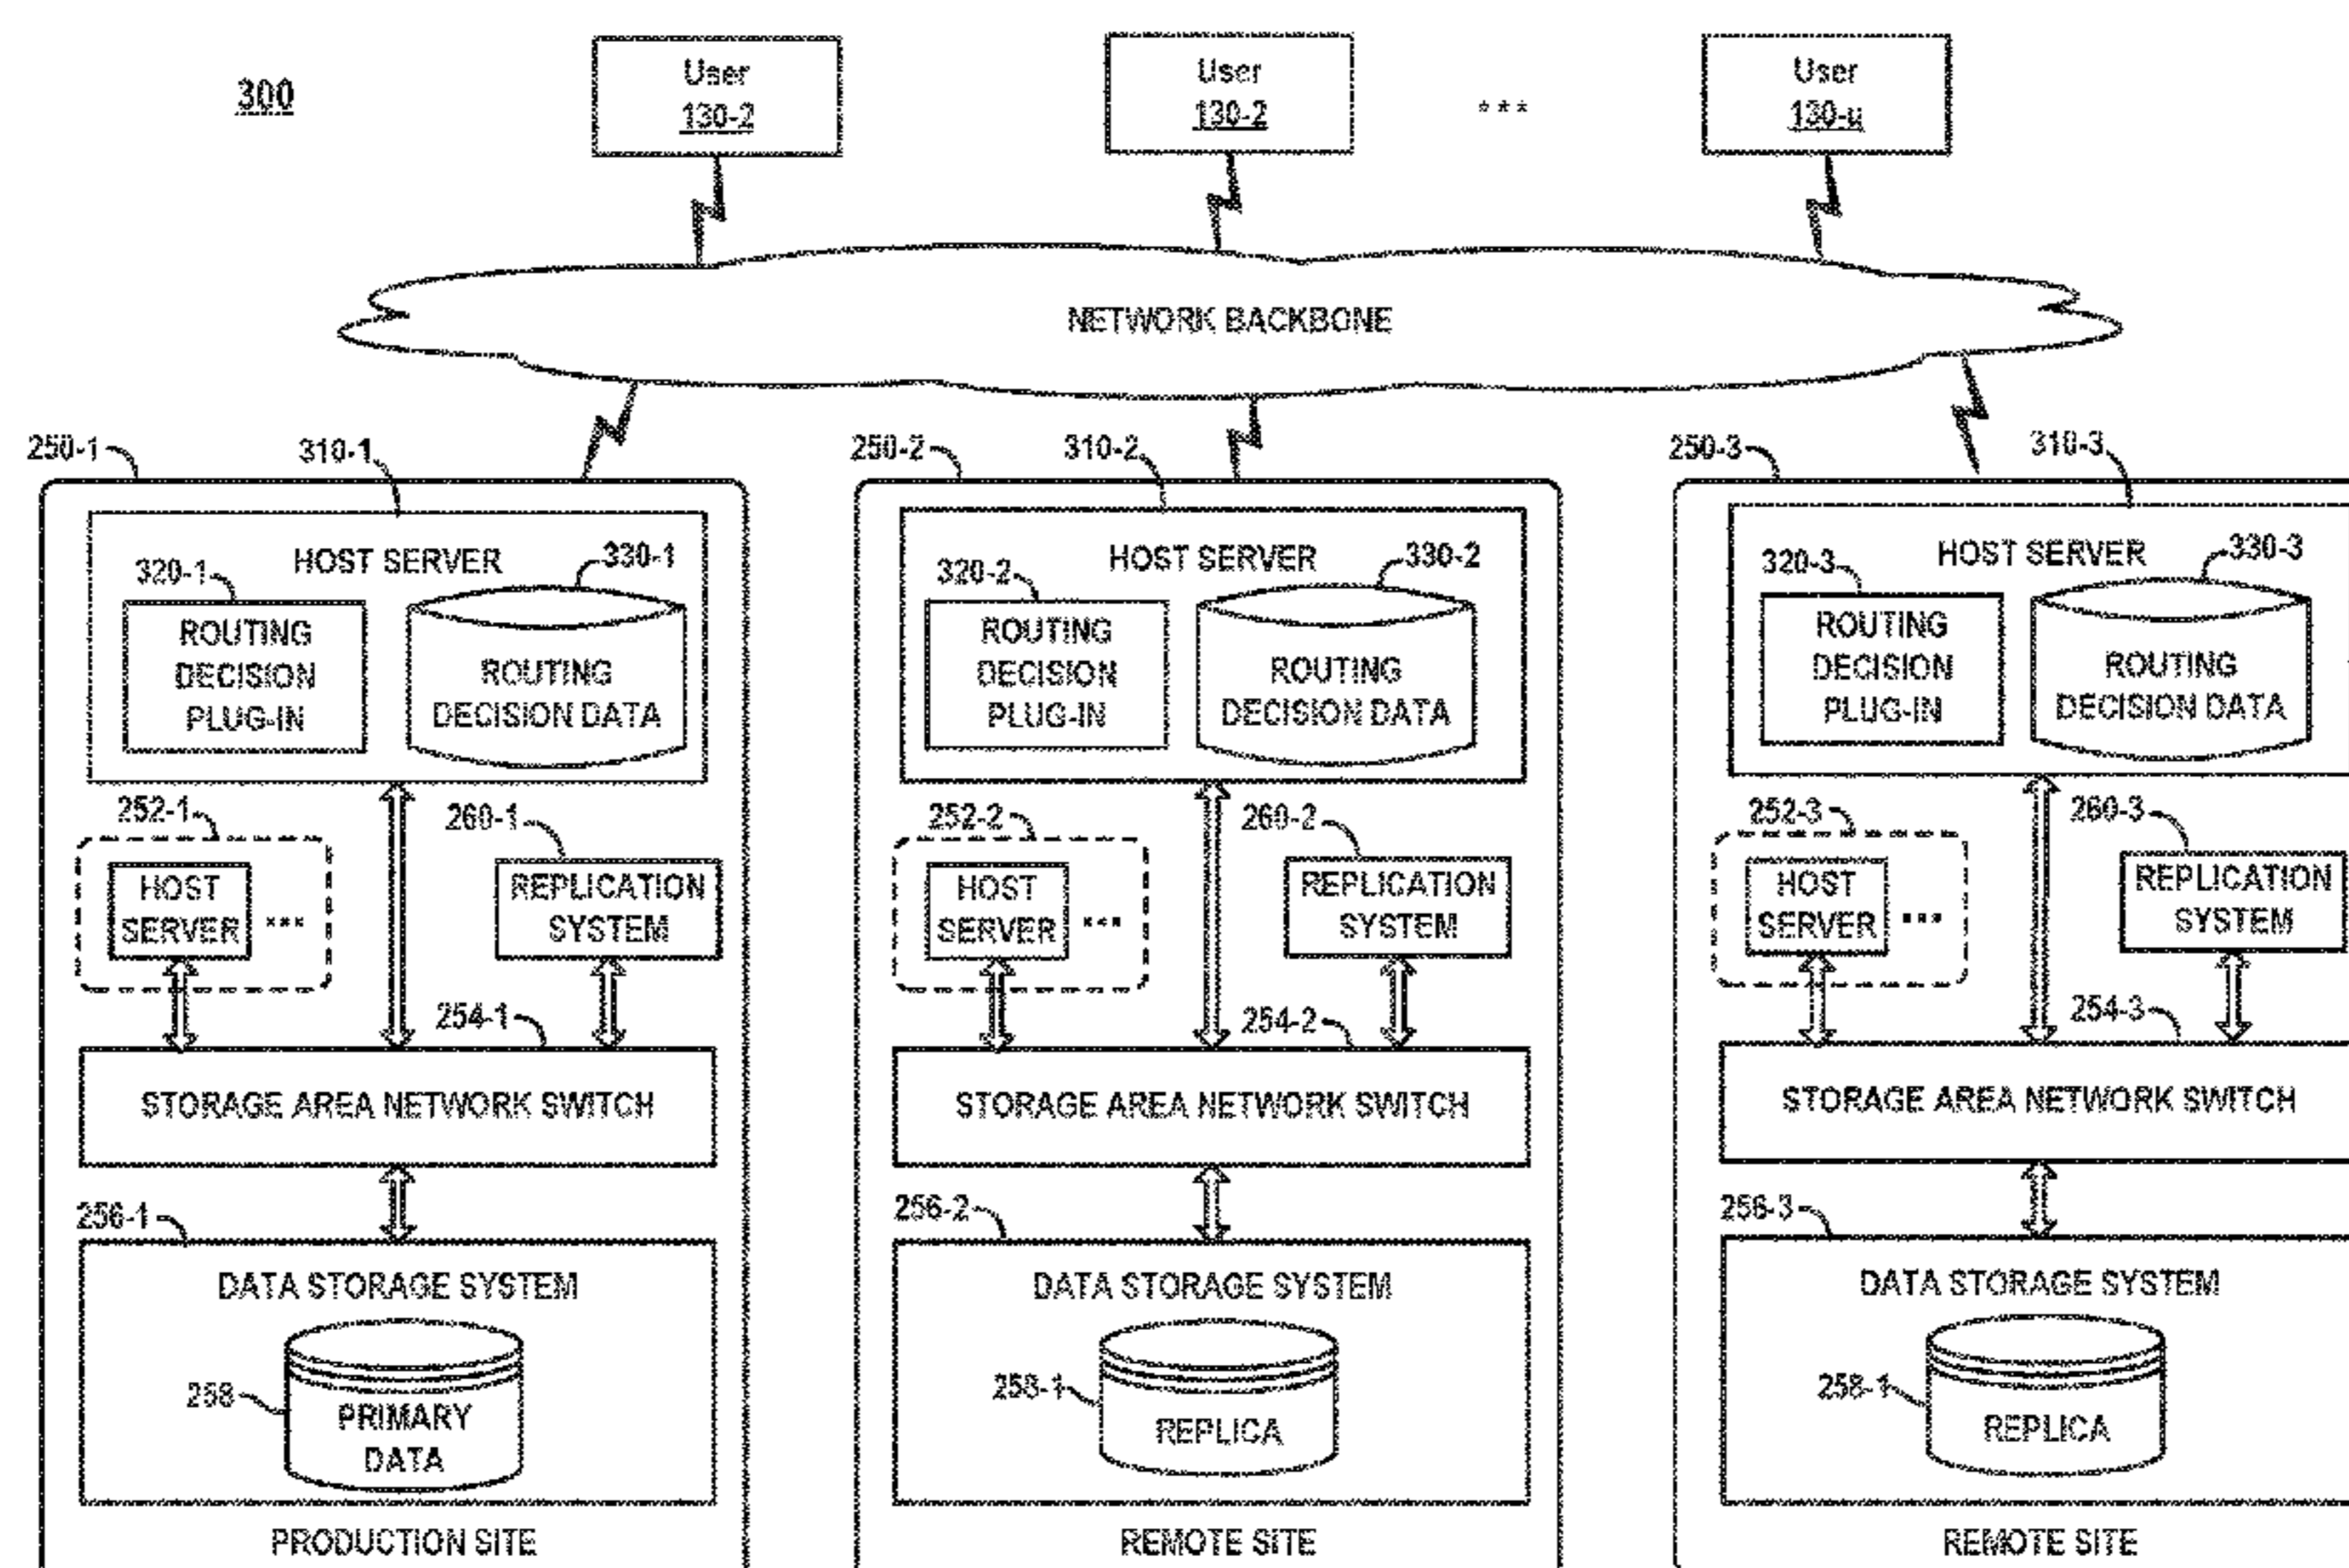 300
User
130-2
User
130-2
***
User
130-u
NETWORK BACKBONE
250-1
310-1
HOST SERVER
320-1
330-1
ROUTING
DECISION
PLUG-IN
ROUTING
DECISION DATA
252-1
260-1
HOST
SERVER
***
REPLICATION
SYSTEM
254-1
STORAGE AREA NETWORK SWITCH
256-1
DATA STORAGE SYSTEM
258
PRIMARY
DATA
PRODUCTION SITE
250-2
310-2
HOST SERVER
320-2
330-2
ROUTING
DECISION
PLUG-IN
ROUTING
DECISION DATA
252-2
260-2
HOST
SERVER
***
REPLICATION
SYSTEM
254-2
STORAGE AREA NETWORK SWITCH
256-2
DATA STORAGE SYSTEM
258-1
REPLICA
REMOTE SITE
250-3
310-3
HOST SERVER
320-3
330-3
ROUTING
DECISION
PLUG-IN
ROUTING
DECISION DATA
252-3
260-3
HOST
SERVER
***
REPLICATION
SYSTEM
254-3
STORAGE AREA NETWORK SWITCH
256-3
DATA STORAGE SYSTEM
258-1
REPLICA
REMOTE SITE